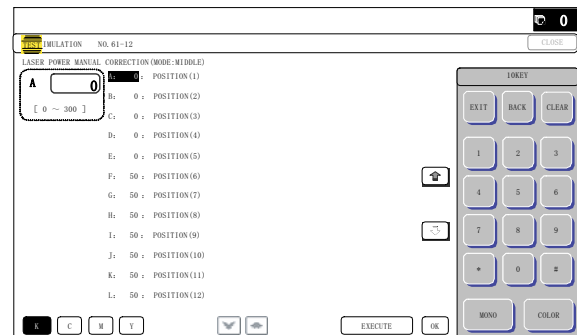 0
TEST IMULATION NO. 61-12
CLOSE
LASER POWER MANUAL CORRECTION(MODE:MIDDLE)
A 0
[ 0 ~ 300 ]
A: 0 : POSITION(1)
B: 0 : POSITION(2)
C: 0 : POSITION(3)
D: 0 : POSITION(4)
E: 0 : POSITION(5)
F: 50 : POSITION(6)
G: 50 : POSITION(7)
H: 50 : POSITION(8)
I: 50 : POSITION(9)
J: 50 : POSITION(10)
K: 50 : POSITION(11)
L: 50 : POSITION(12)
K C M Y
EXECUTE OK
10KEY
EXIT BACK CLEAR
1 2 3
4 5 6
7 8 9
* 0 #
MONO COLOR